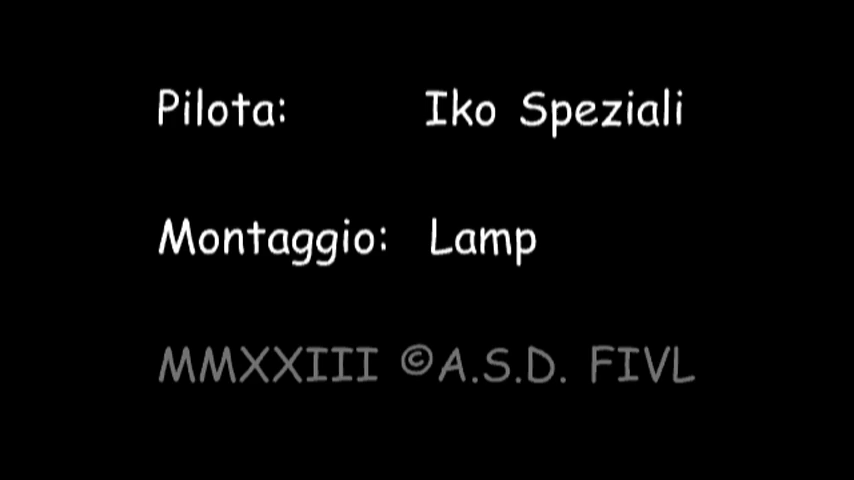 Pilota: Iko Speziali
Montaggio: Lamp
MMXXIII ©A.S.D. FIVL